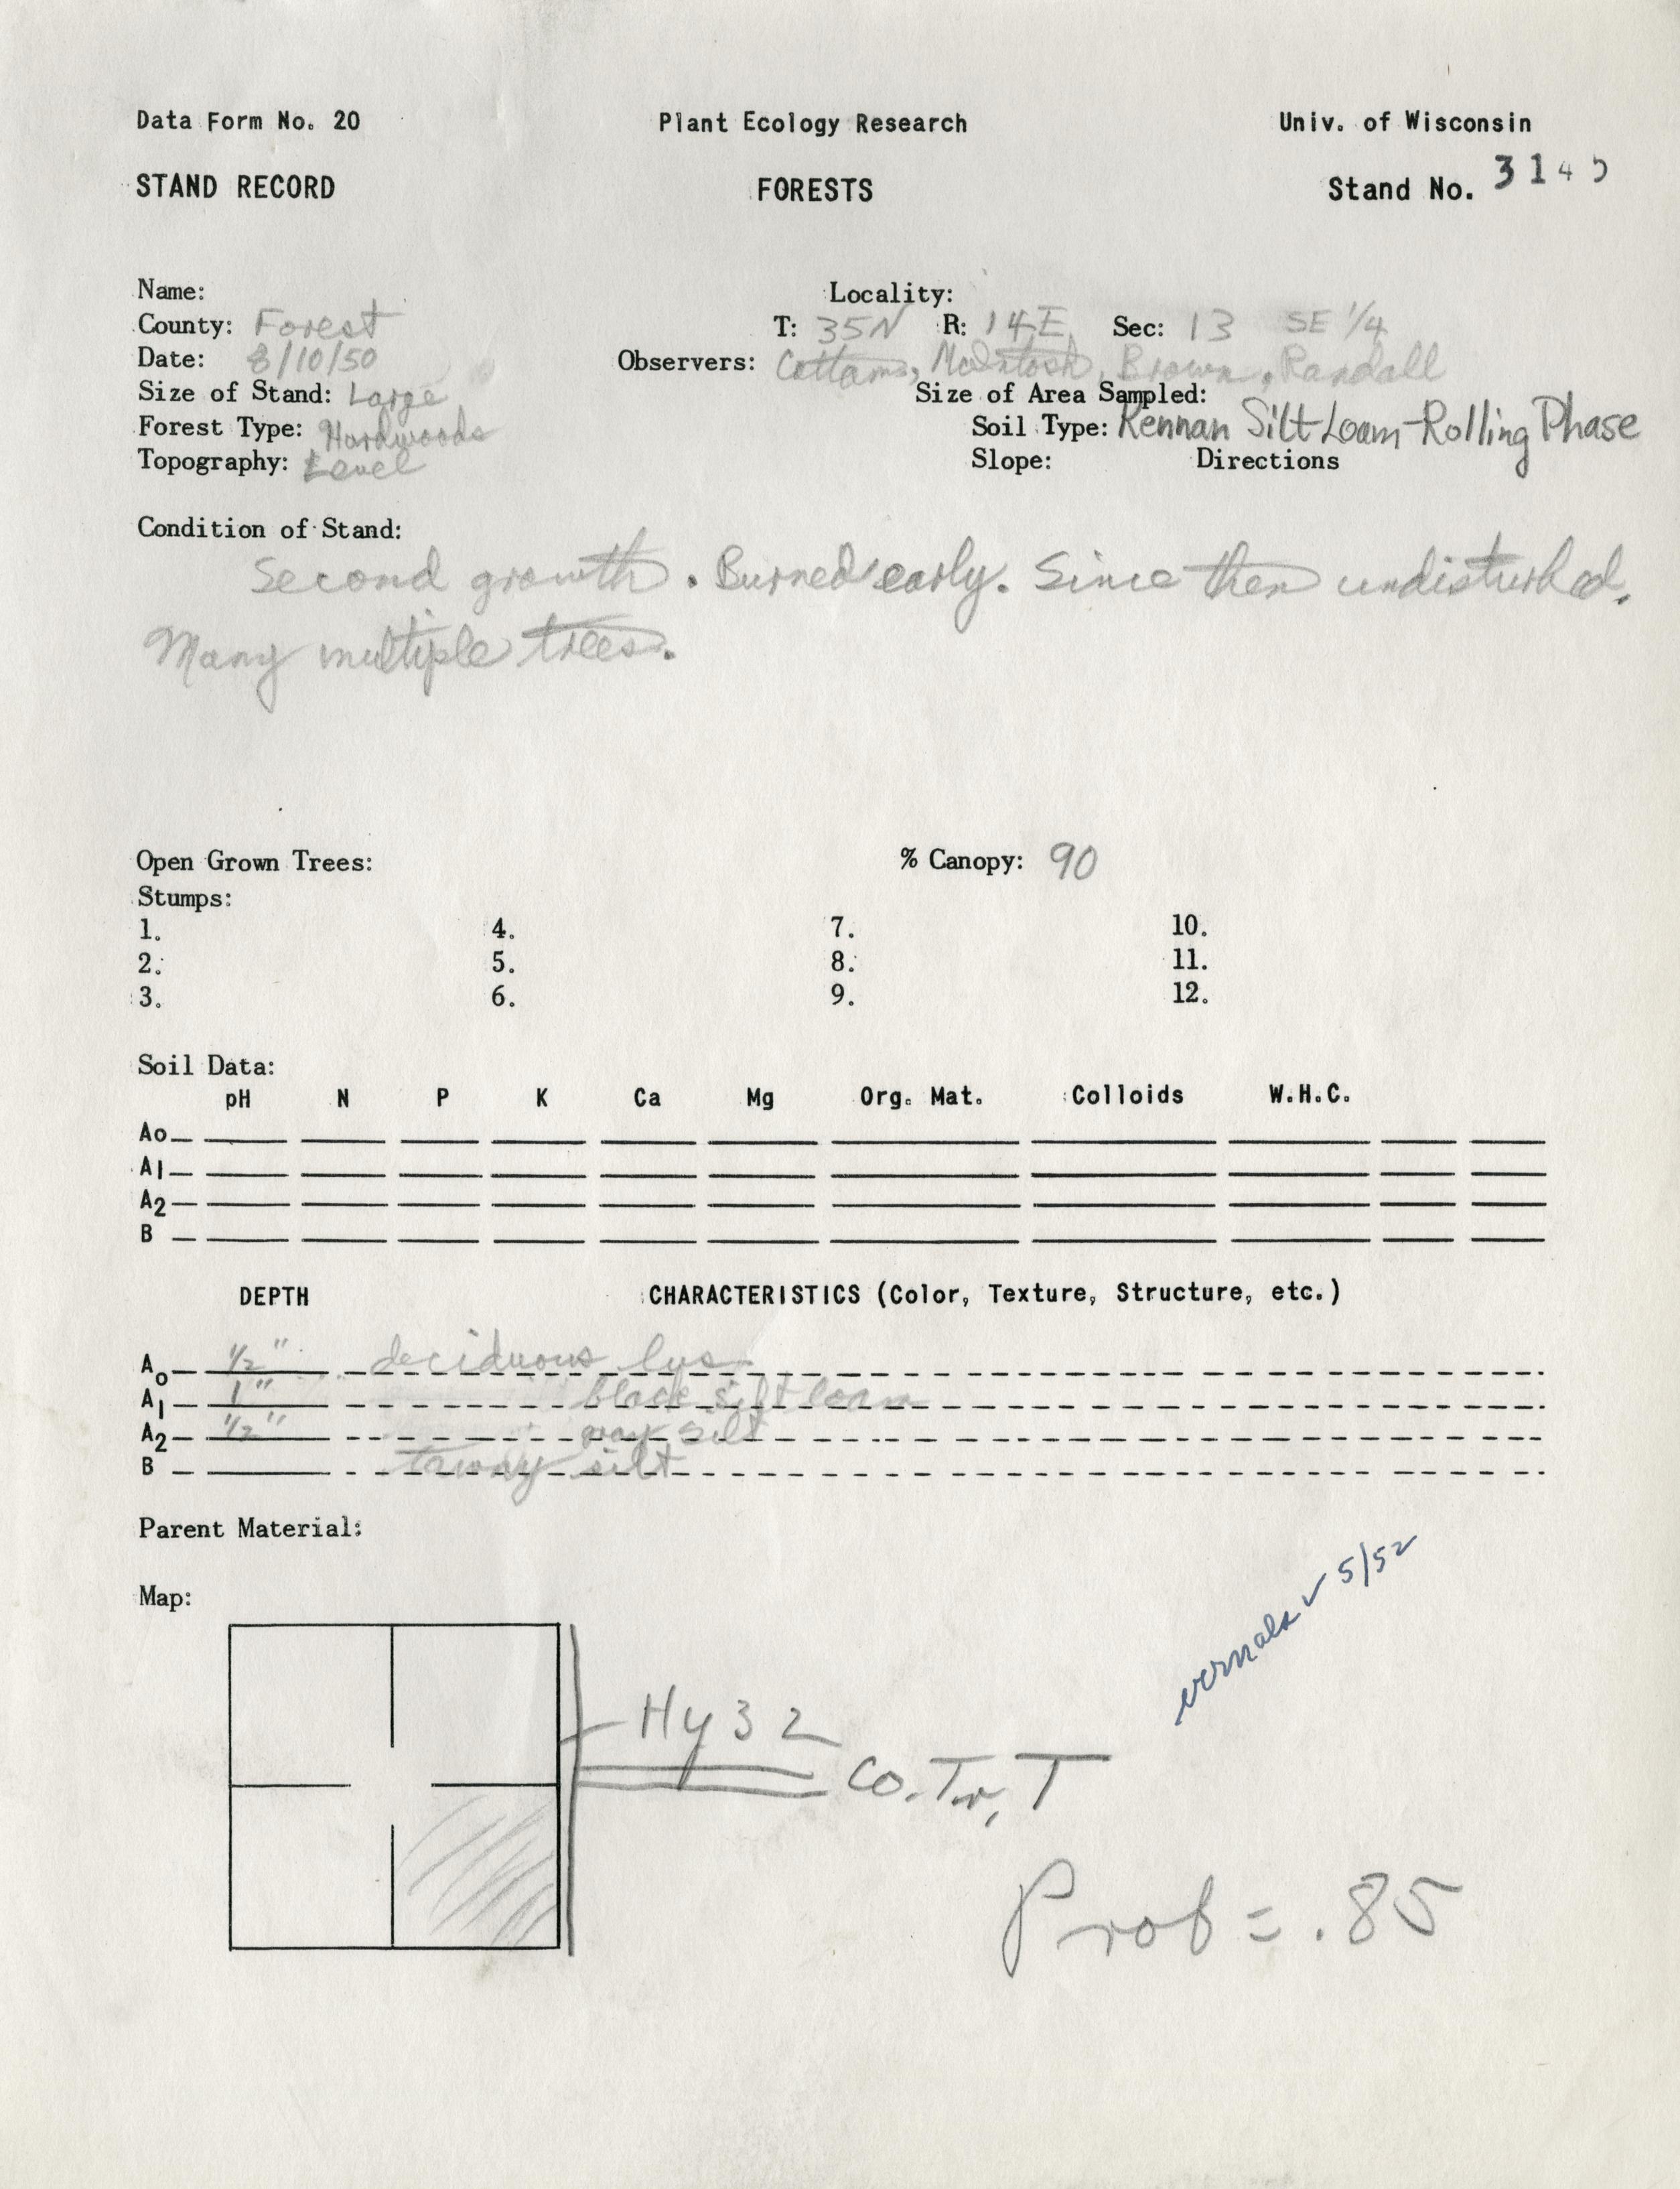 Data Form No. 20 Plant Ecology Research Univ. of Wisconsin
STAND RECORD FORESTS Stand No. 3145
Name: Locality:
County: Forest T: 35N R: 14E Sec: 13 SE 1/4
Date: 8/10/50 Observers: Cottam, McIntosh, Brown, Randall
Size of Stand: Large Size of Area Sampled:
Forest Type: Hardwoods Soil Type: Kennan Silt Loam-Rolling Phase
Topography: Level Slope: Directions
Condition of Stand:
Second growth. Burned early. Since then undisturbed.
Many multiple trees.
Open Grown Trees: % Canopy: 90
Stumps:
1. 4. 7. 10.
2. 5. 8. 11.
3. 6. 9. 12.
Soil Data:
pH N P K Ca Mg Org. Mat. Colloids W.H.C.
Ao
A1
A2
B
DEPTH CHARACTERISTICS (Color, Texture, Structure, etc.)
Ao 1/2" deciduous lvs
A1 1" black silt loam
A2 1/2" gray silt
B tawny silt
Parent Material:
Map:
vernals ✓ 5/52
Hy 32
Co. Tr, T
Prob = .85